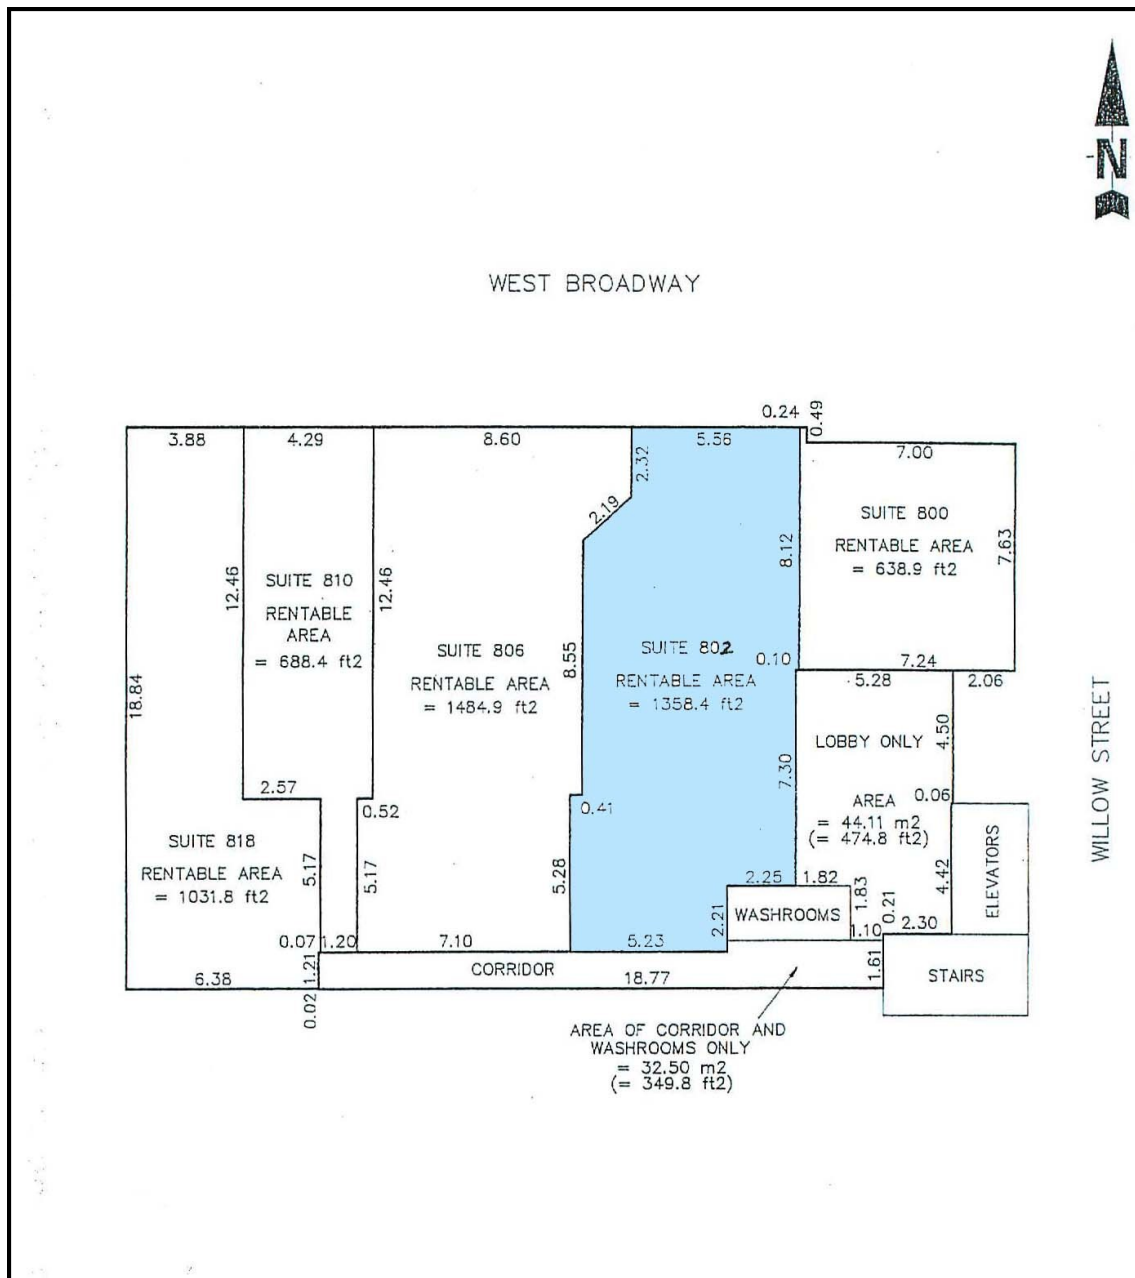 N
WEST BROADWAY
WILLOW STREET
0.24
0.49
3.88
4.29
8.60
5.56
7.00
2.32
2.19
12.46
12.46
8.12
7.63
SUITE 800
RENTABLE AREA
= 638.9 ft2
SUITE 810
RENTABLE
AREA
= 688.4 ft2
SUITE 806
RENTABLE AREA
= 1484.9 ft2
8.55
SUITE 802
RENTABLE AREA
= 1358.4 ft2
0.10
7.24
5.28
2.06
18.84
4.50
LOBBY ONLY
AREA
= 44.11 m2
(= 474.8 ft2)
7.30
0.06
2.57
0.52
0.41
SUITE 818
RENTABLE AREA
= 1031.8 ft2
5.17
5.17
5.28
4.42
ELEVATORS
2.25
1.82
1.83
0.21
2.21
WASHROOMS
1.10
2.30
0.07
1.20
7.10
5.23
1.21
CORRIDOR
18.77
1.61
STAIRS
6.38
0.02
AREA OF CORRIDOR AND
WASHROOMS ONLY
= 32.50 m2
(= 349.8 ft2)